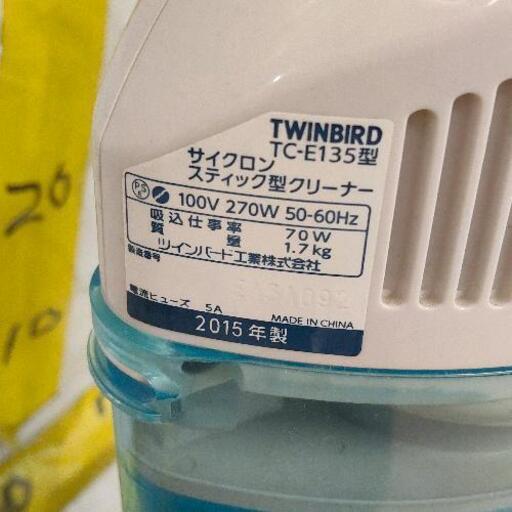 TWINBIRD
TC-E135型
サイクロン
スティック型クリーナー
PS
E
100V 270W 50-60Hz
吸込仕事率 70W
質量 1.7kg
ツインバード工業株式会社
製造番号
電流ヒューズ 5A
MADE IN CHINA
2015年製
20
10